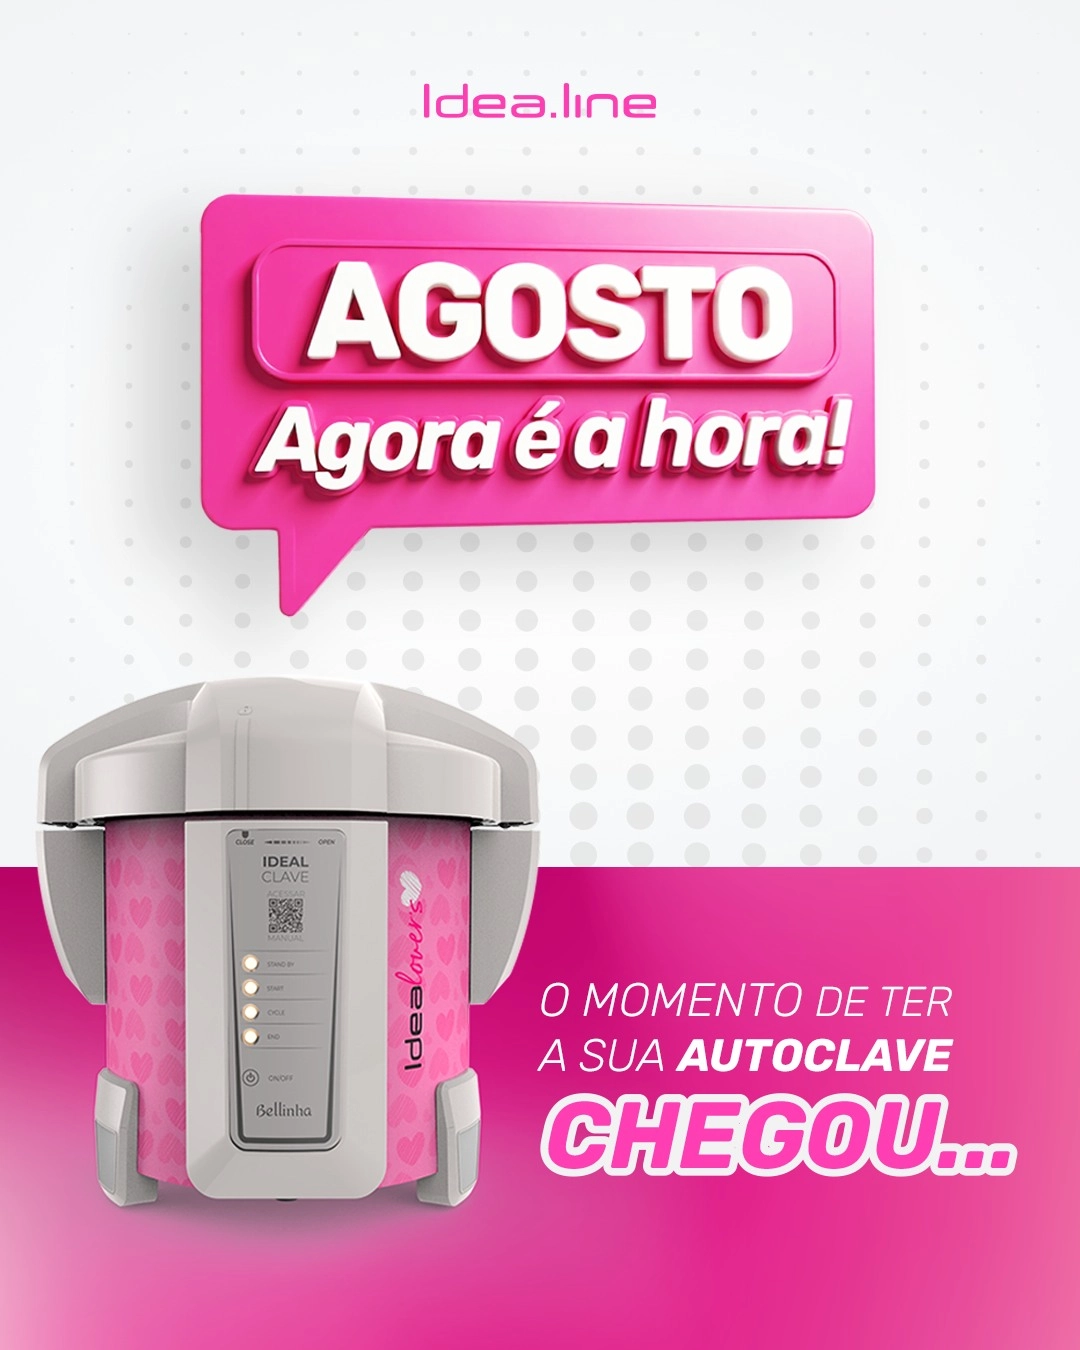 Idea.line
AGOSTO
Agora é a hora!
CLOSE OPEN
IDEAL
CLAVE
ACESSAR
MANUAL
STAND BY
START
CYCLE
END
ON/OFF
Bellinha
Idealovers
O MOMENTO DE TER
A SUA AUTOCLAVE
CHEGOU...